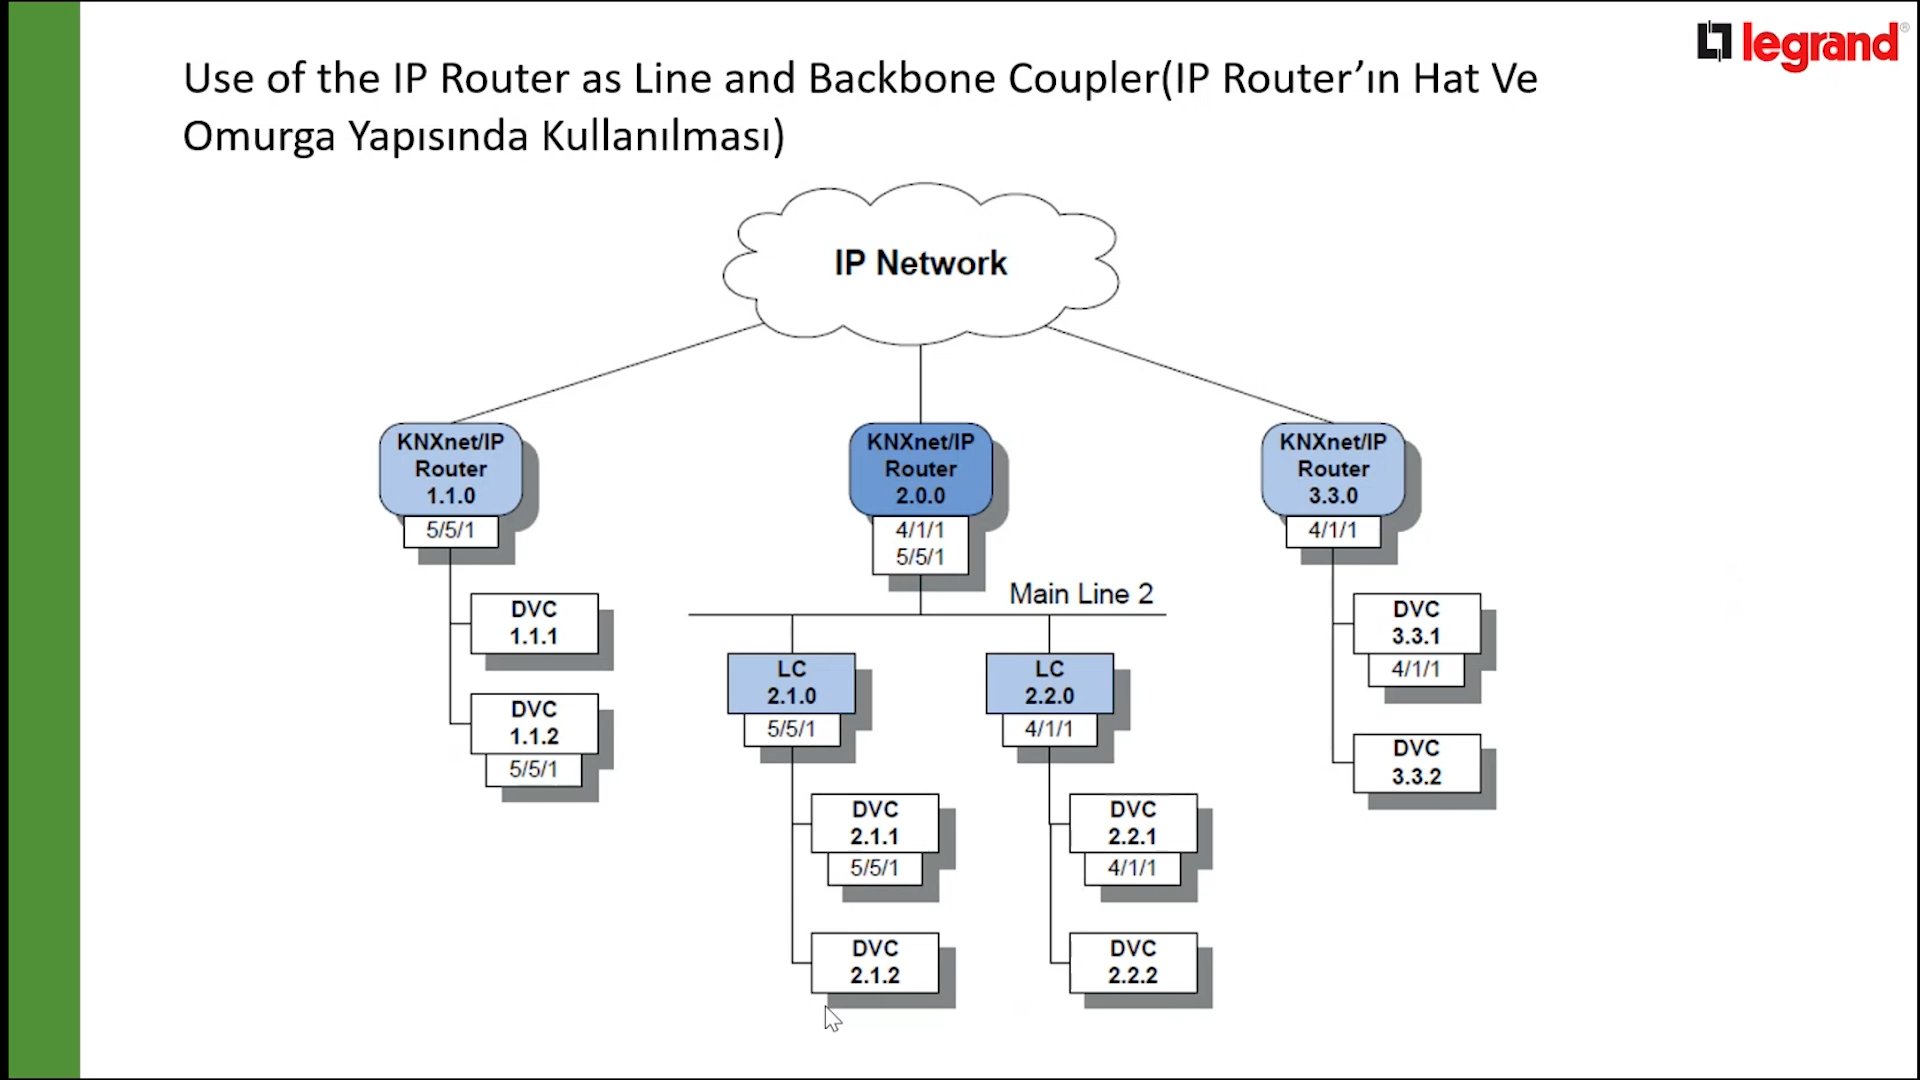 legrand®
Use of the IP Router as Line and Backbone Coupler(IP Router’ın Hat Ve
Omurga Yapısında Kullanılması)
IP Network
KNXnet/IP
Router
1.1.0
5/5/1
DVC
1.1.1
DVC
1.1.2
5/5/1
KNXnet/IP
Router
2.0.0
4/1/1
5/5/1
Main Line 2
LC
2.1.0
5/5/1
DVC
2.1.1
5/5/1
DVC
2.1.2
LC
2.2.0
4/1/1
DVC
2.2.1
4/1/1
DVC
2.2.2
KNXnet/IP
Router
3.3.0
4/1/1
DVC
3.3.1
4/1/1
DVC
3.3.2